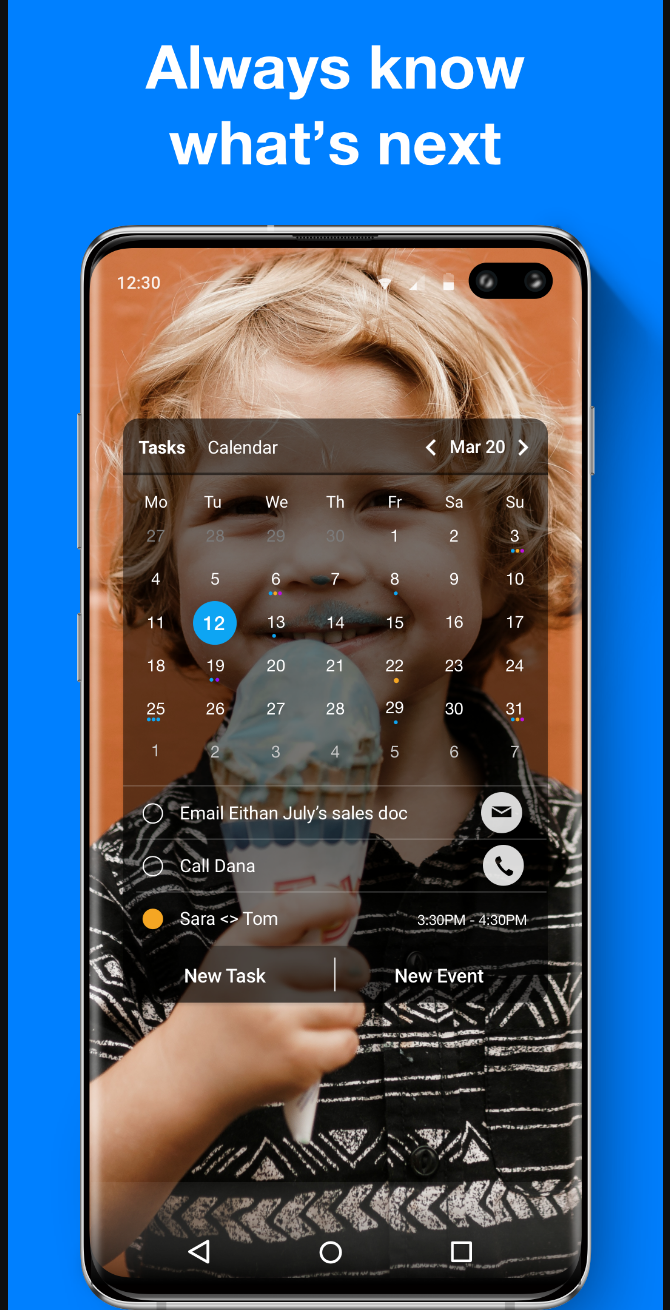 Always know
what's next
12:30
Tasks Calendar Mar 20
Mo Tu We Th Fr Sa Su
27 28 29 30 1 2 3
4 5 6 7 8 9 10
11 12 13 14 15 16 17
18 19 20 21 22 23 24
25 26 27 28 29 30 31
1 2 3 4 5 6 7
Email Eithan July's sales doc
Call Dana
Sara <> Tom 3:30PM - 4:30PM
New Task New Event